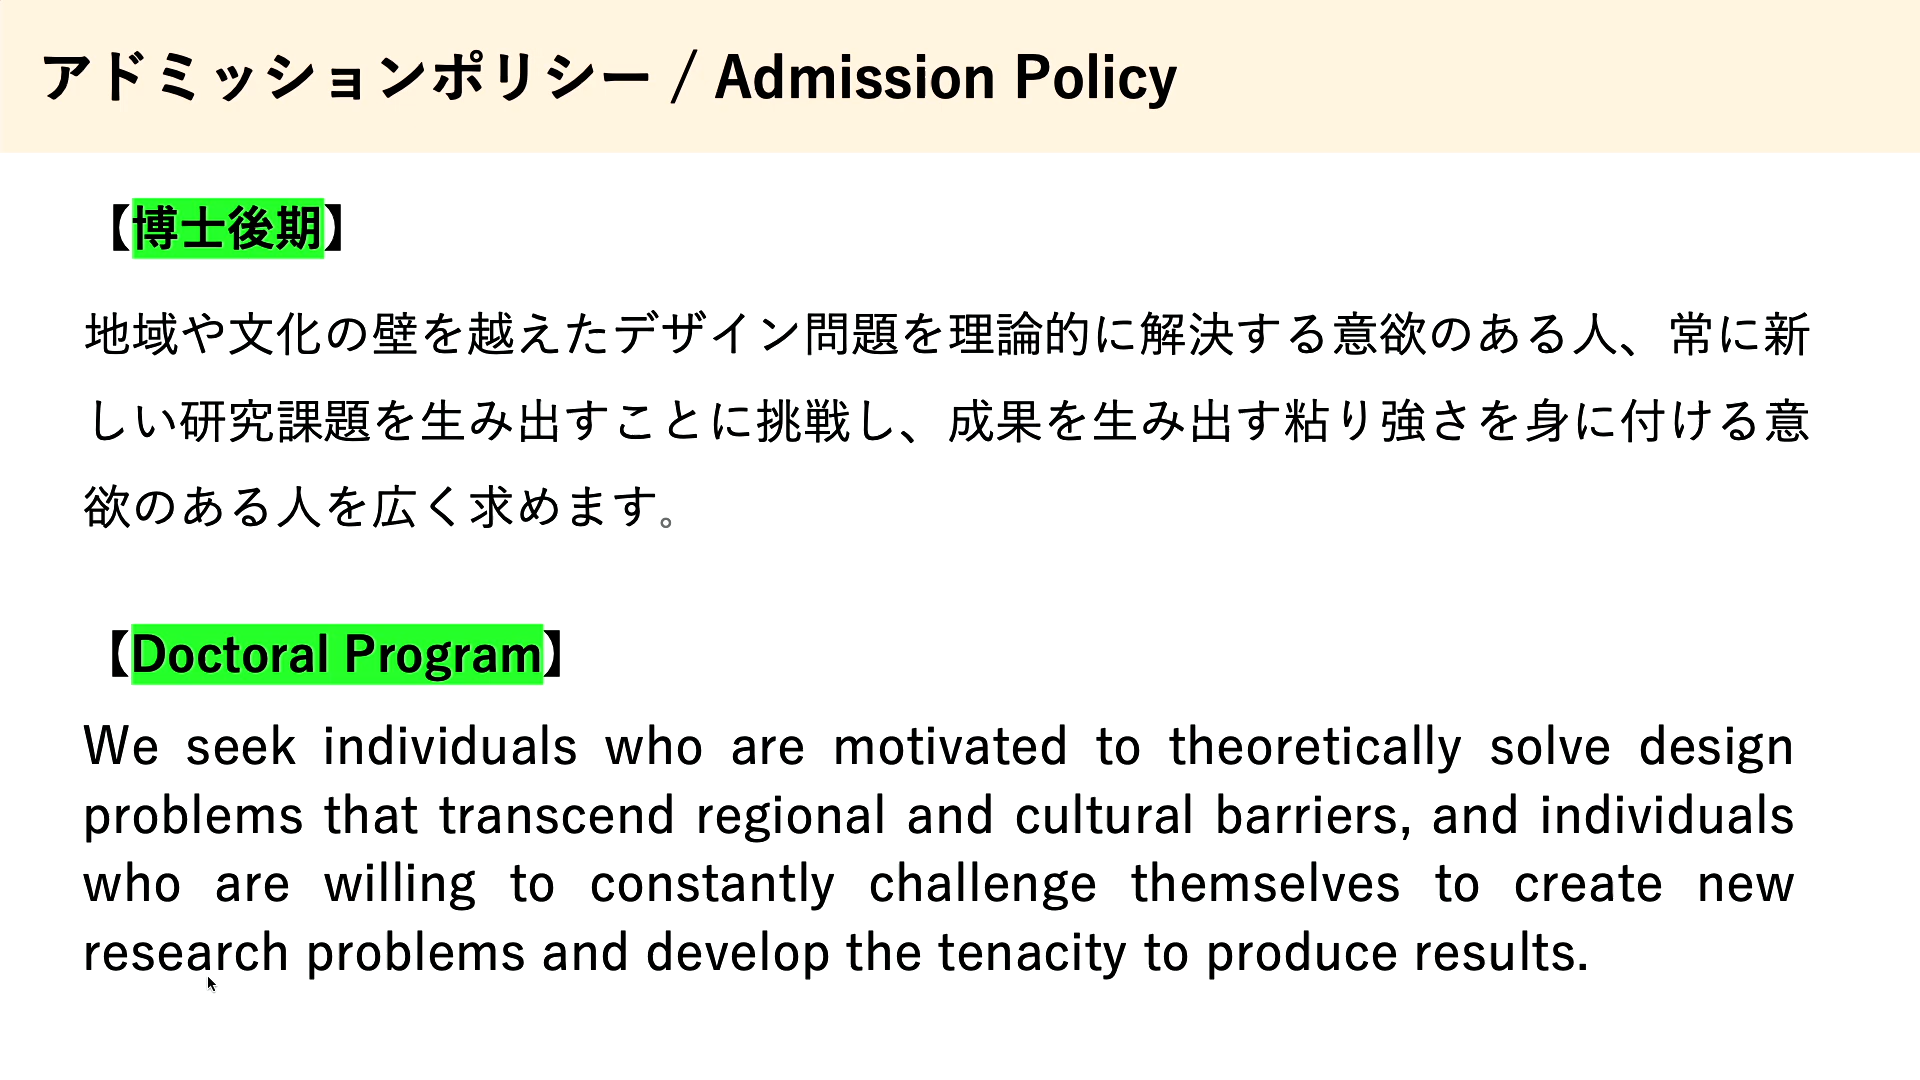 アドミッションポリシー / Admission Policy
【博士後期】
地域や文化の壁を越えたデザイン問題を理論的に解決する意欲のある人、常に新
しい研究課題を生み出すことに挑戦し、成果を生み出す粘り強さを身に付ける意
欲のある人を広く求めます。
【Doctoral Program】
We seek individuals who are motivated to theoretically solve design
problems that transcend regional and cultural barriers, and individuals
who are willing to constantly challenge themselves to create new
research problems and develop the tenacity to produce results.